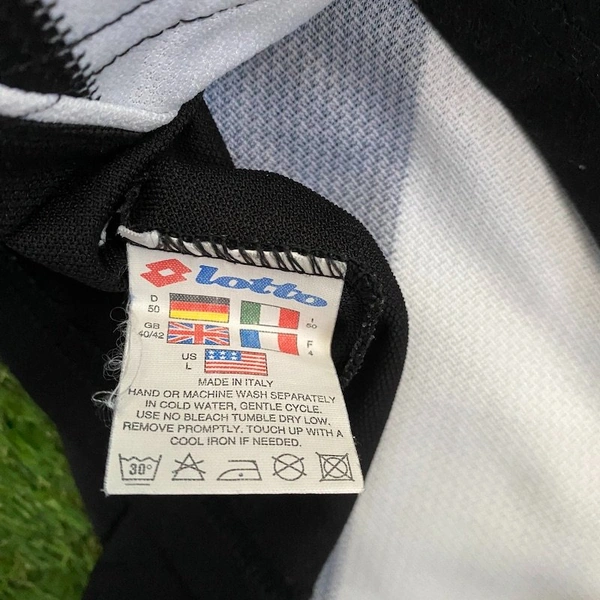 lotto
D 50 I 50
GB 40/42 F 4
US L
MADE IN ITALY
HAND OR MACHINE WASH SEPARATELY
IN COLD WATER, GENTLE CYCLE.
USE NO BLEACH TUMBLE DRY LOW.
REMOVE PROMPTLY. TOUCH UP WITH A
COOL IRON IF NEEDED.
30°